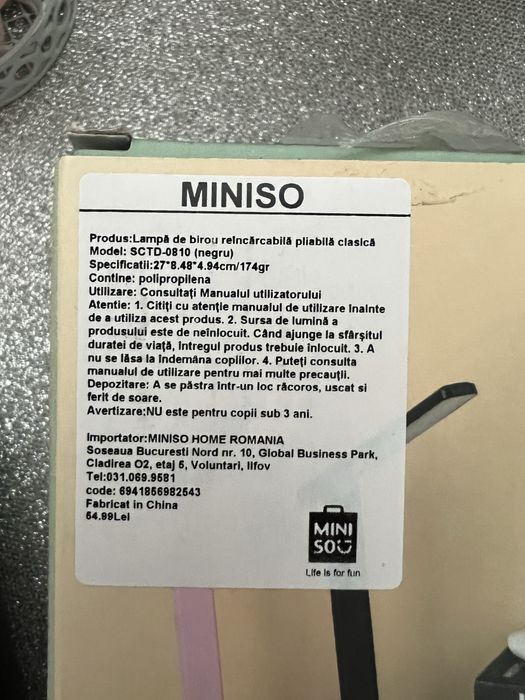 MINISO
Produs:Lampă de birou reîncărcabilă pliabilă clasică
Model: SCTD-0810 (negru)
Specificatii:27*8.48*4.94cm/174gr
Contine: polipropilena
Utilizare: Consultați Manualul utilizatorului
Atentie: 1. Citiți cu atenție manualul de utilizare înainte
de a utiliza acest produs. 2. Sursa de lumină a
produsului este de neînlocuit. Când ajunge la sfârșitul
duratei de viață, întregul produs trebuie înlocuit. 3. A
nu se lăsa la îndemâna copiilor. 4. Puteți consulta
manualul de utilizare pentru mai multe precauții.
Depozitare: A se păstra într-un loc răcoros, uscat si
ferit de soare.
Avertizare:NU este pentru copii sub 3 ani.
Importator:MINISO HOME ROMANIA
Soseaua Bucuresti Nord nr. 10, Global Business Park,
Cladirea O2, etaj 5, Voluntari, Ilfov
Tel:031.069.9581
code: 6941856982543
Fabricat in China
54.99Lei
MINI
SO
Life is for fun